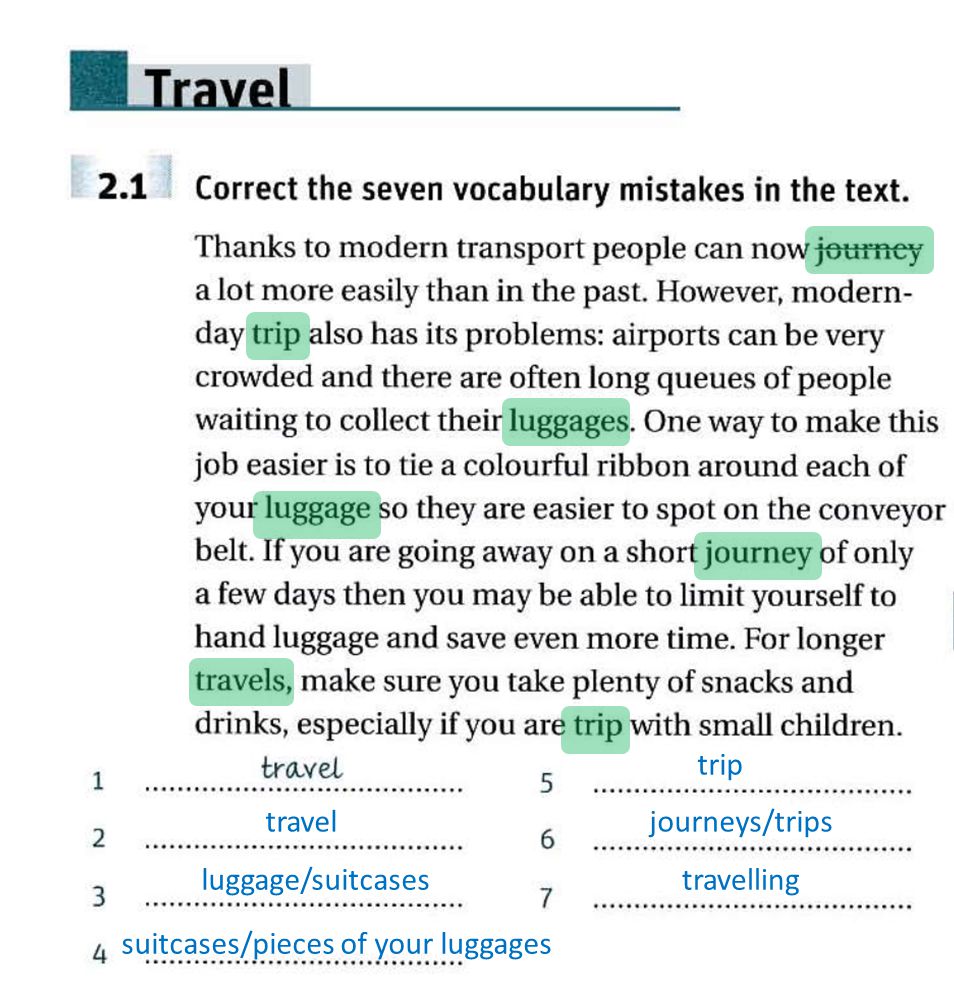 Travel
2.1 Correct the seven vocabulary mistakes in the text.
Thanks to modern transport people can now journey
a lot more easily than in the past. However, modern-
day trip also has its problems: airports can be very
crowded and there are often long queues of people
waiting to collect their luggages. One way to make this
job easier is to tie a colourful ribbon around each of
your luggage so they are easier to spot on the conveyor
belt. If you are going away on a short journey of only
a few days then you may be able to limit yourself to
hand luggage and save even more time. For longer
travels, make sure you take plenty of snacks and
drinks, especially if you are trip with small children.
1 travel
2 travel
3 luggage/suitcases
4 suitcases/pieces of your luggages
5 trip
6 journeys/trips
7 travelling